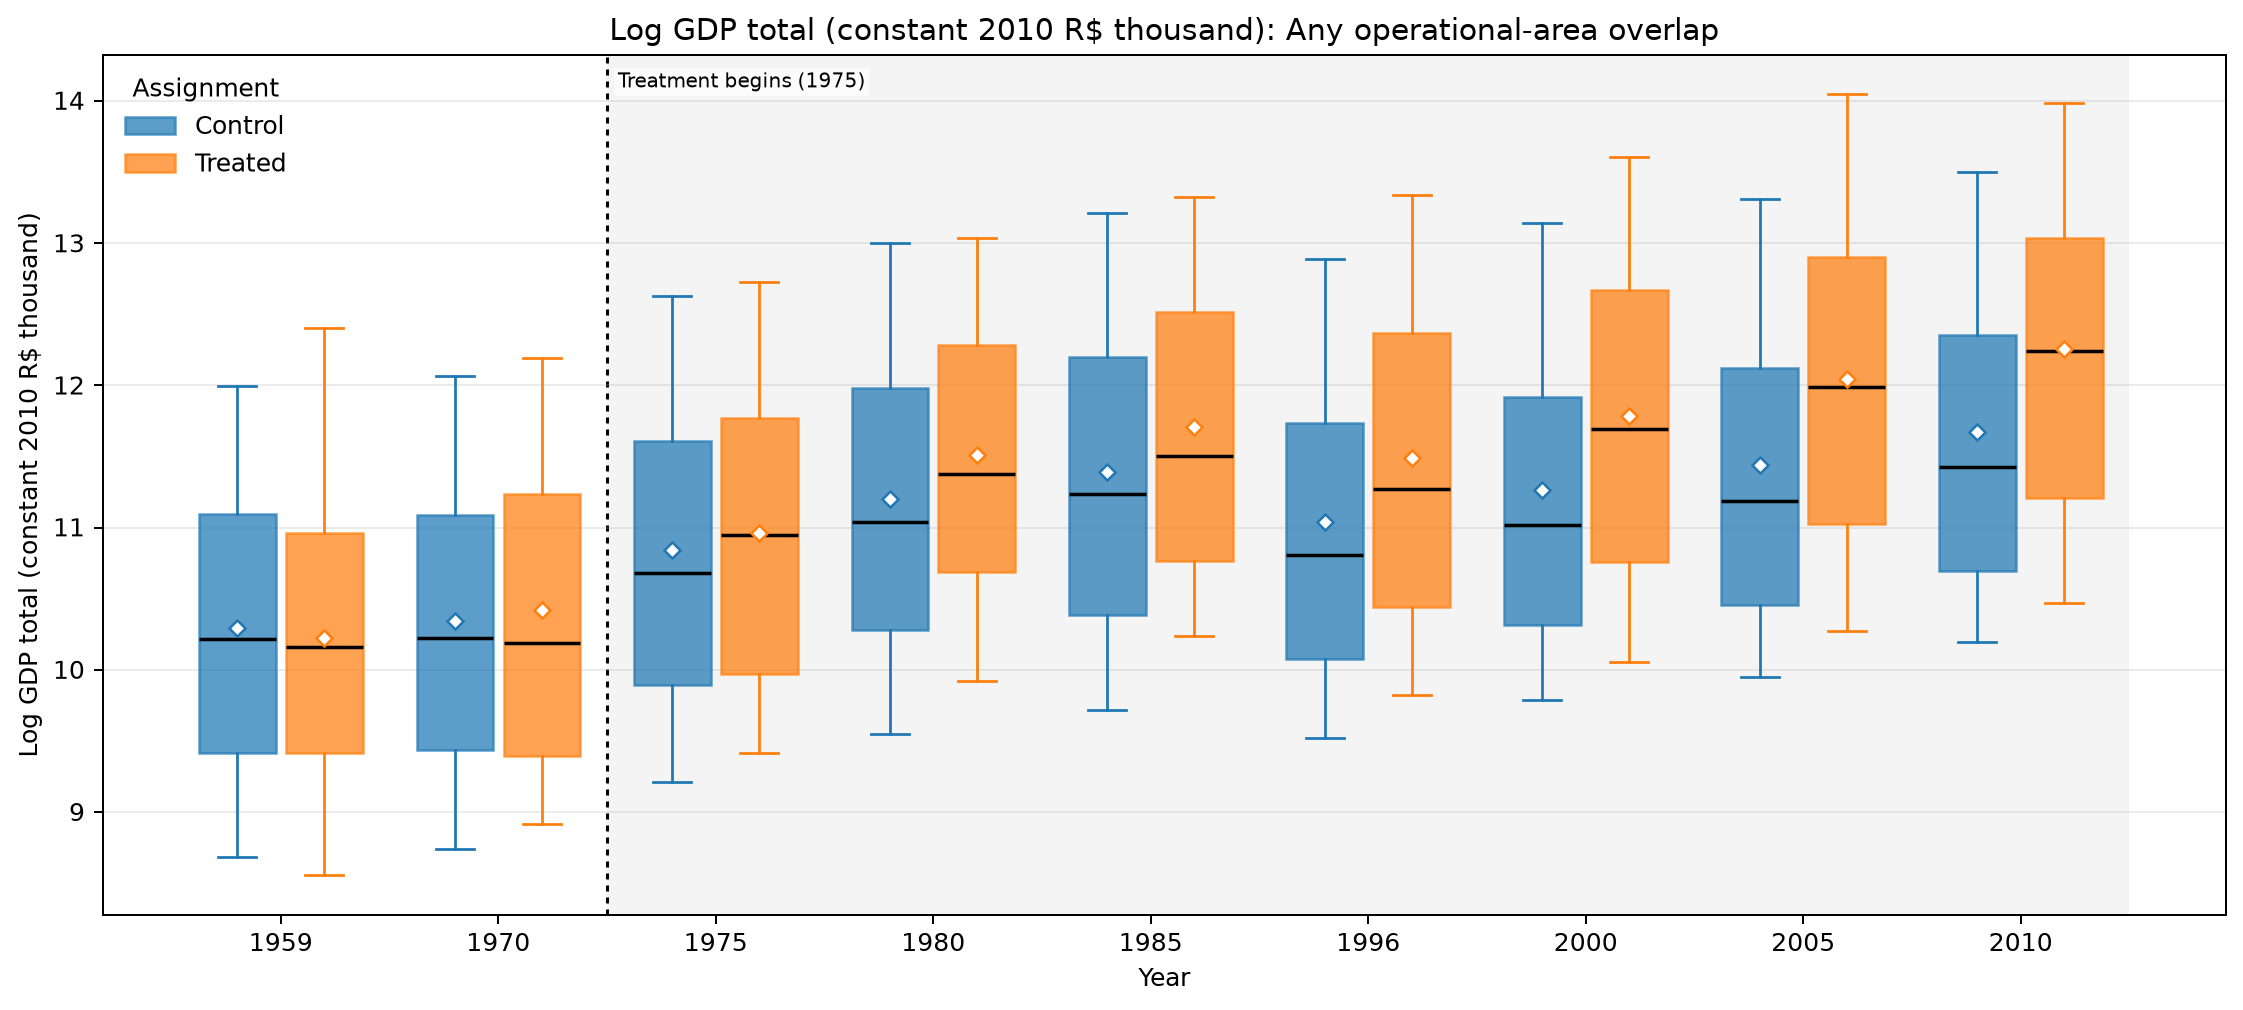 Log GDP total (constant 2010 R$ thousand): Any operational-area overlap
Treatment begins (1975)
Assignment
Control
Treated
Log GDP total (constant 2010 R$ thousand)
14
13
12
11
10
9
1959 1970 1975 1980 1985 1996 2000 2005 2010
Year